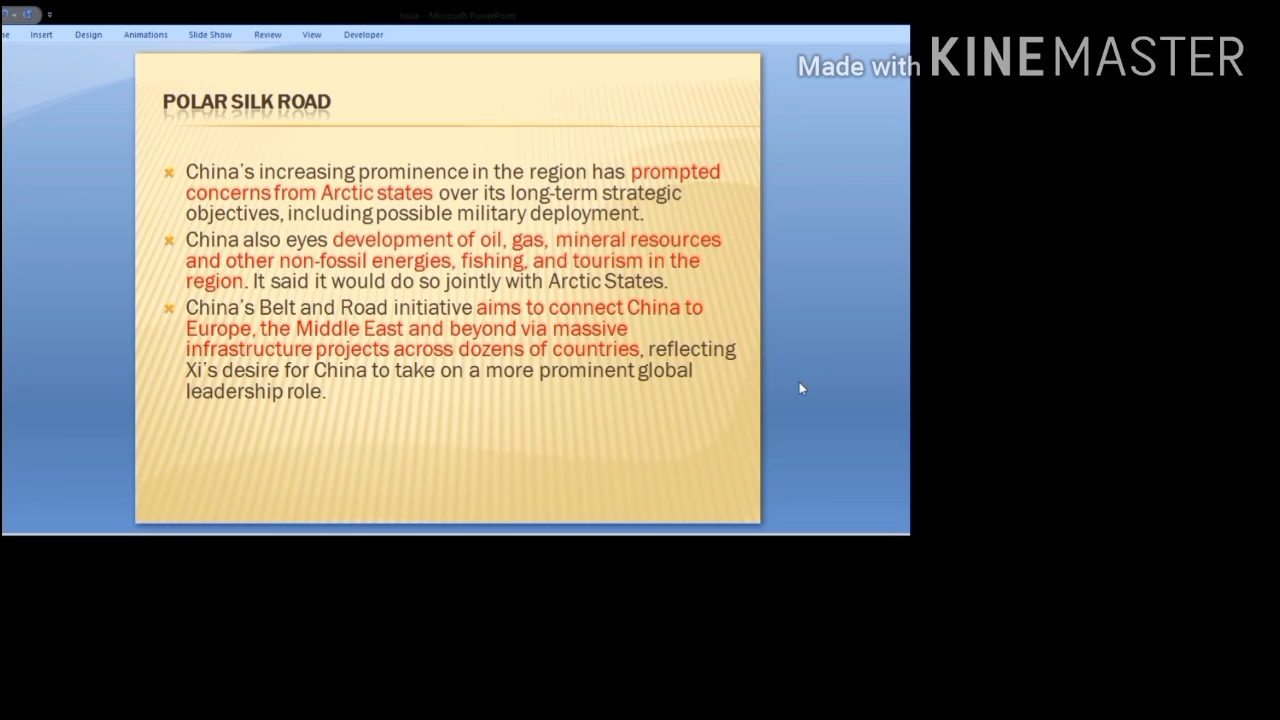 Issue - Microsoft PowerPoint
me Insert Design Animations Slide Show Review View Developer
Made with KINEMASTER
POLAR SILK ROAD
China's increasing prominence in the region has prompted
concerns from Arctic states over its long-term strategic
objectives, including possible military deployment.
China also eyes development of oil, gas, mineral resources
and other non-fossil energies, fishing, and tourism in the
region. It said it would do so jointly with Arctic States.
China's Belt and Road initiative aims to connect China to
Europe, the Middle East and beyond via massive
infrastructure projects across dozens of countries, reflecting
Xi's desire for China to take on a more prominent global
leadership role.